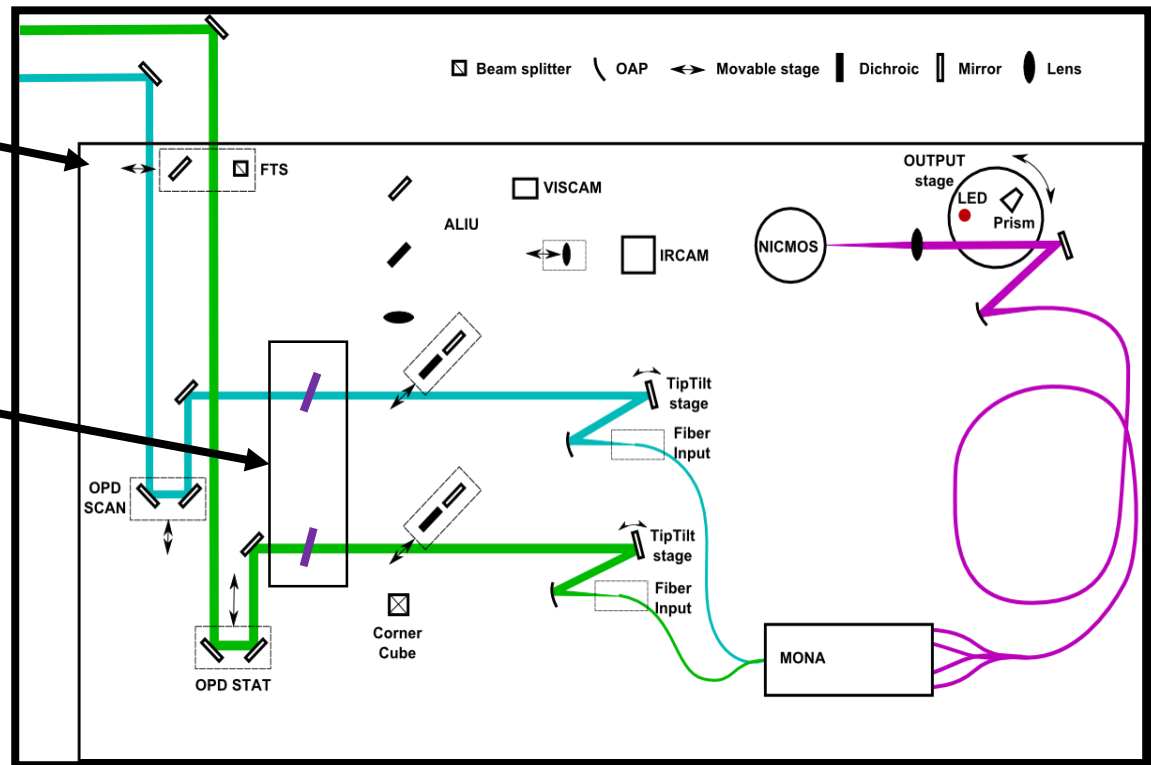 Beam splitter
OAP
Movable stage
Dichroic
Mirror
Lens
FTS
VISCAM
ALIU
IRCAM
OUTPUT
stage
LED
Prism
NICMOS
TipTilt
stage
Fiber
Input
OPD
SCAN
TipTilt
stage
Fiber
Input
Corner
Cube
MONA
OPD STAT